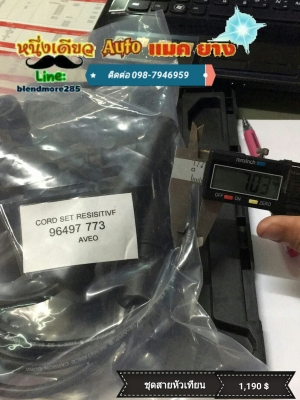 หนึ่งเดียว Auto แมค ยาง
Line:
blendmore285
ติดต่อ 098-7946959
CORD SET RESISITIVF
96497 773
AVEO
7.03
ชุดสายหัวเทียน
1,190 ฿